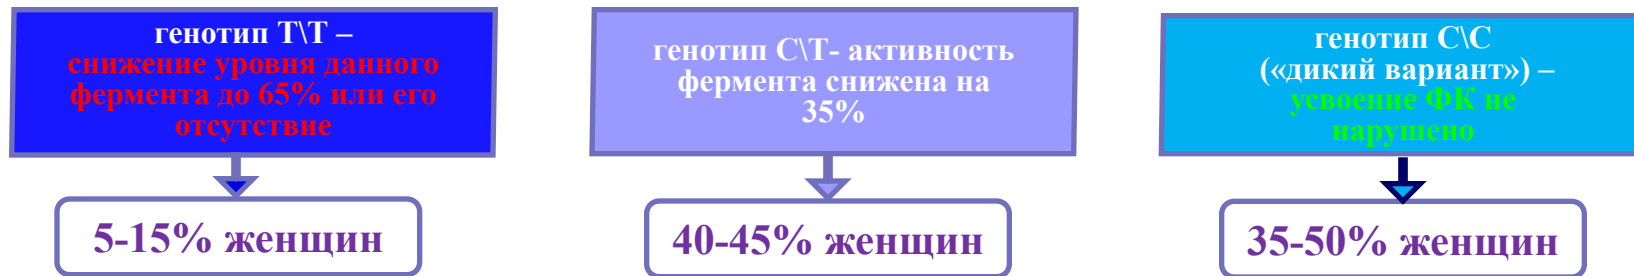 генотип Т\Т –
снижение уровня данного
фермента до 65% или его
отсутствие
5-15% женщин
генотип С\Т- активность
фермента снижена на
35%
40-45% женщин
генотип С\С
(«дикий вариант») –
усвоение ФК не
нарушено
35-50% женщин